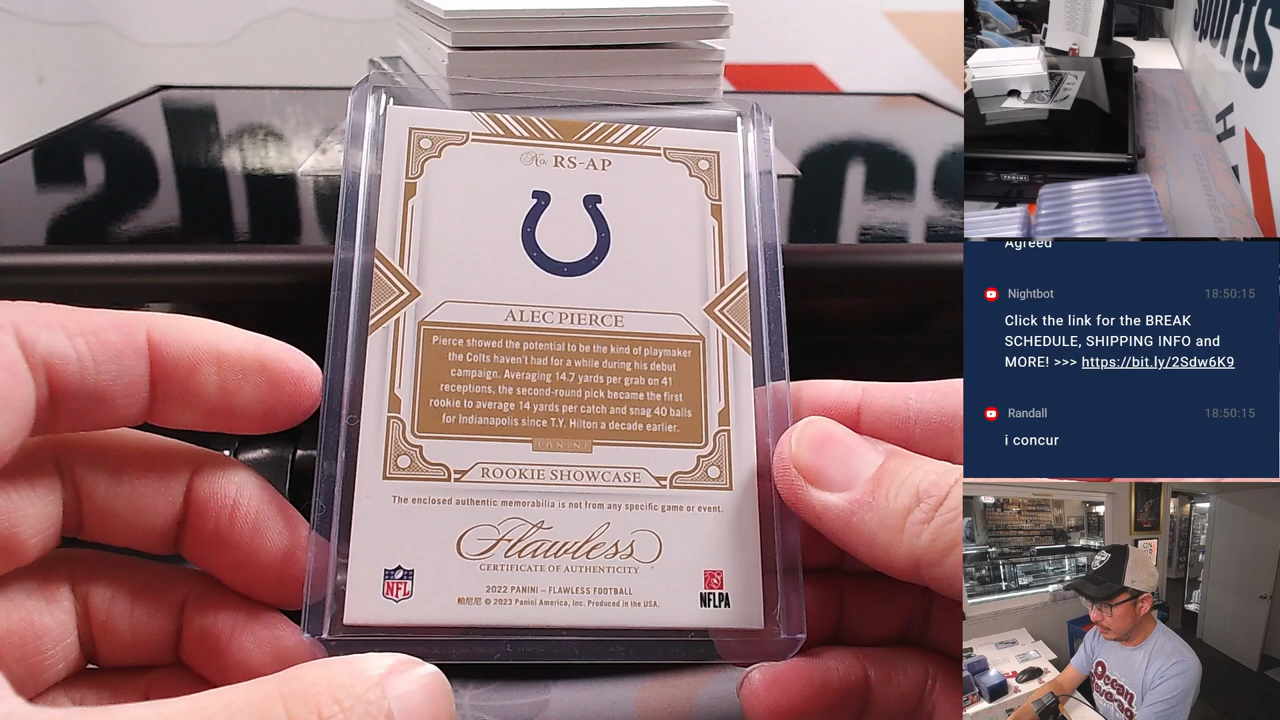 No. RS-AP
ALEC PIERCE
Pierce showed the potential to be the kind of playmaker
the Colts haven't had for a while during his debut
campaign. Averaging 14.7 yards per grab on 41
receptions, the second-round pick became the first
rookie to average 14 yards per catch and snag 40 balls
for Indianapolis since T.Y. Hilton a decade earlier.
PANINI
ROOKIE SHOWCASE
The enclosed authentic memorabilia is not from any specific game or event.
Flawless
CERTIFICATE OF AUTHENTICITY
NFL
NFLPA
2022 PANINI – FLAWLESS FOOTBALL
帕尼尼 © 2023 Panini America, Inc. Produced in the USA.
sports
PANINI
Agreed
Nightbot 18:50:15
Click the link for the BREAK
SCHEDULE, SHIPPING INFO and
MORE! >>> https://bit.ly/2Sdw6K9
Randall 18:50:15
i concur